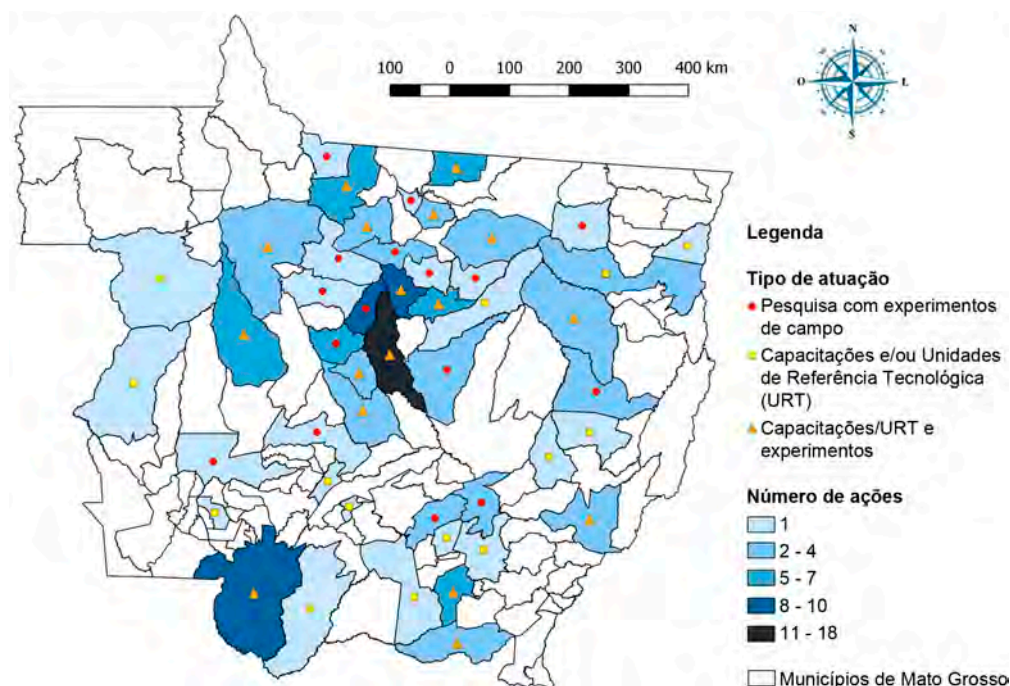 N
O
L
S
100 0 100 200 300 400 km
Legenda
Tipo de atuação
Pesquisa com experimentos
de campo
Capacitações e/ou Unidades
de Referência Tecnológica
(URT)
Capacitações/URT e
experimentos
Número de ações
1
2 - 4
5 - 7
8 - 10
11 - 18
Municípios de Mato Grosso